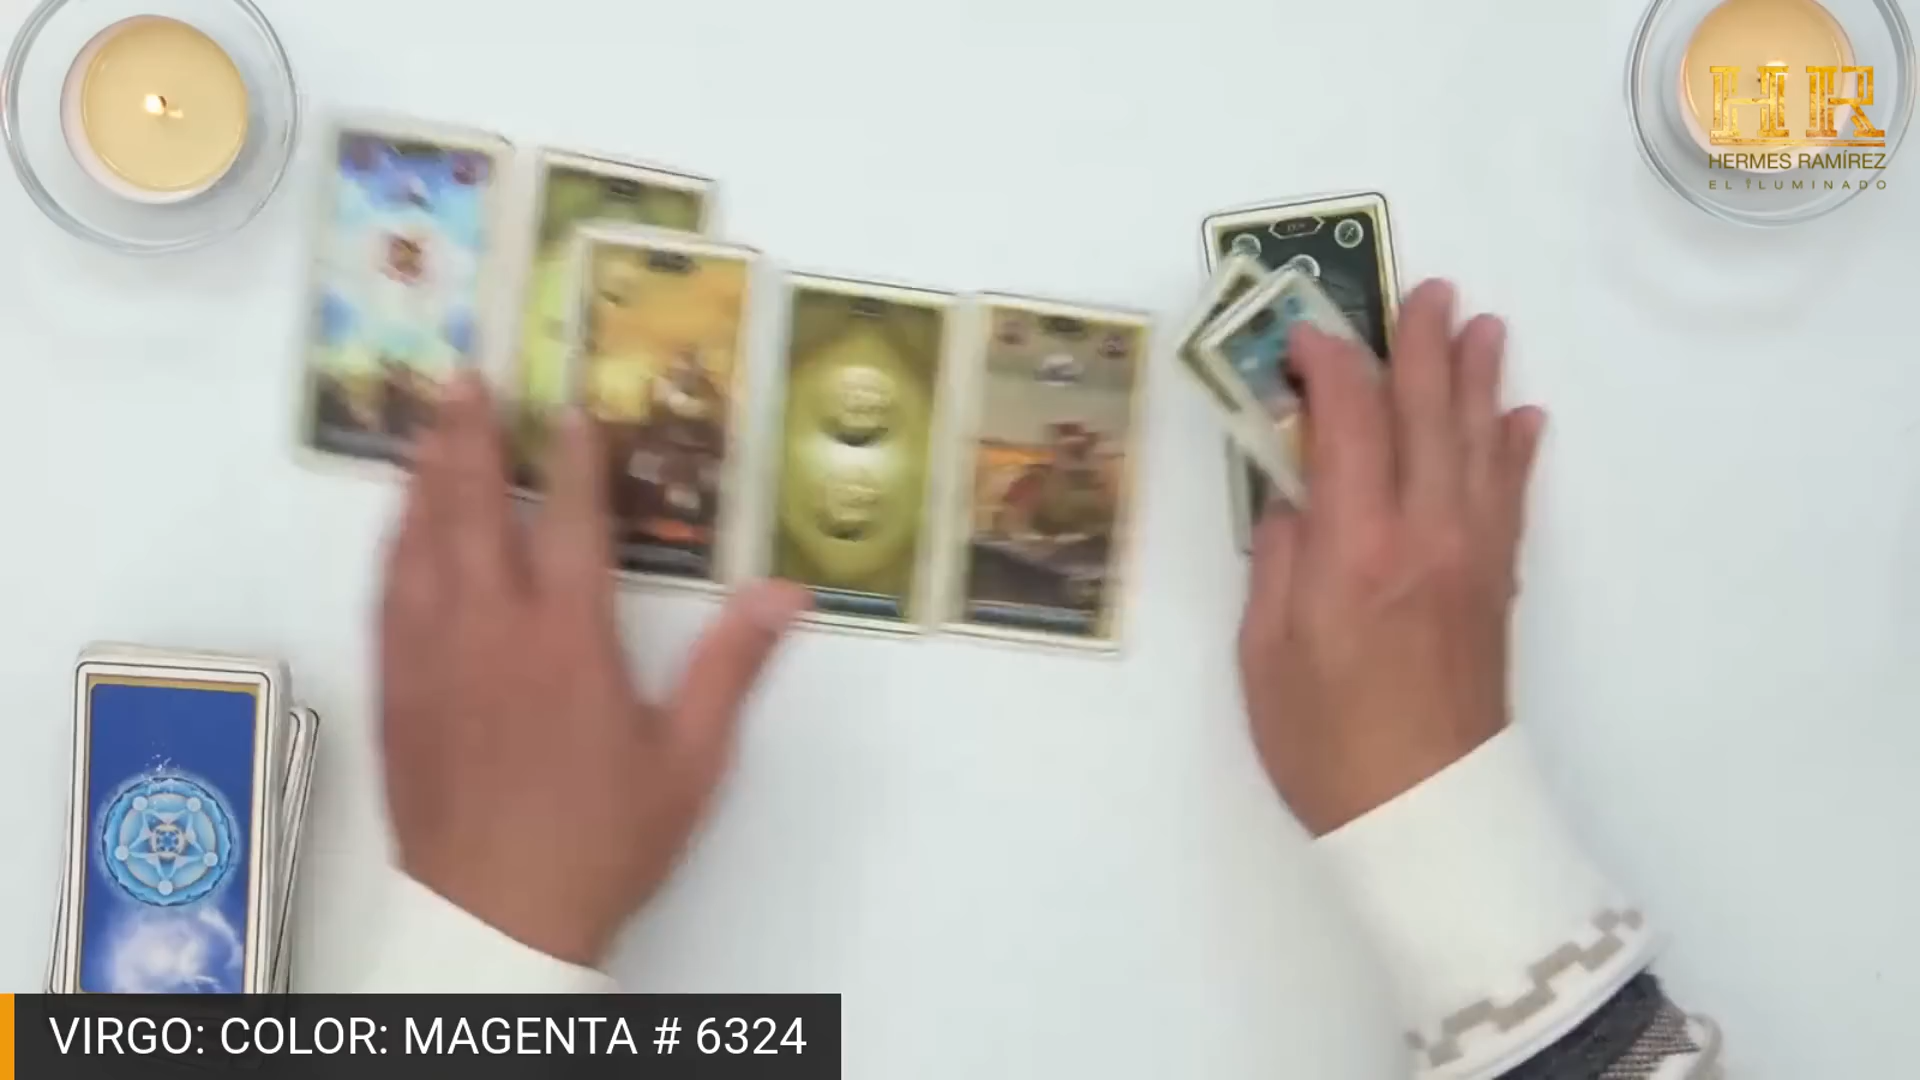 HR
HERMES RAMÍREZ
EL ILUMINADO
VIRGO: COLOR: MAGENTA # 6324